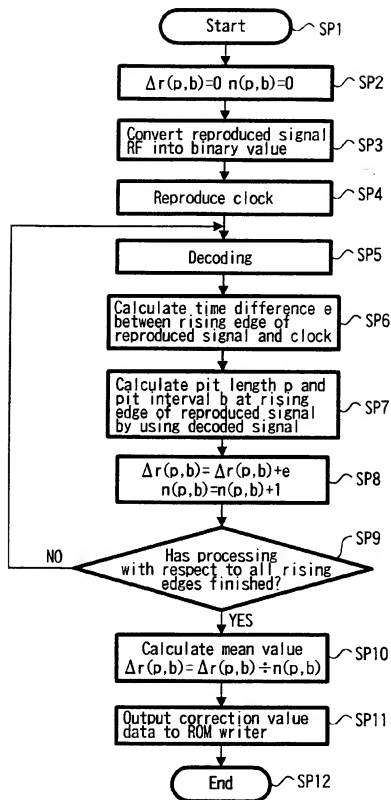 Start
SP1
Δr(p,b)=0 n(p,b)=0
SP2
Convert reproduced signal
RF into binary value
SP3
Reproduce clock
SP4
Decoding
SP5
Calculate time difference e
between rising edge of
reproduced signal and clock
SP6
Calculate pit length p and
pit interval b at rising
edge of reproduced signal
by using decoded signal
SP7
Δr(p,b)=Δr(p,b)+e
n(p,b)=n(p,b)+1
SP8
SP9
NO
Has processing
with respect to all rising
edges finished?
YES
Calculate mean value
Δr(p,b)=Δr(p,b)÷n(p,b)
SP10
Output correction value
data to ROM writer
SP11
End
SP12